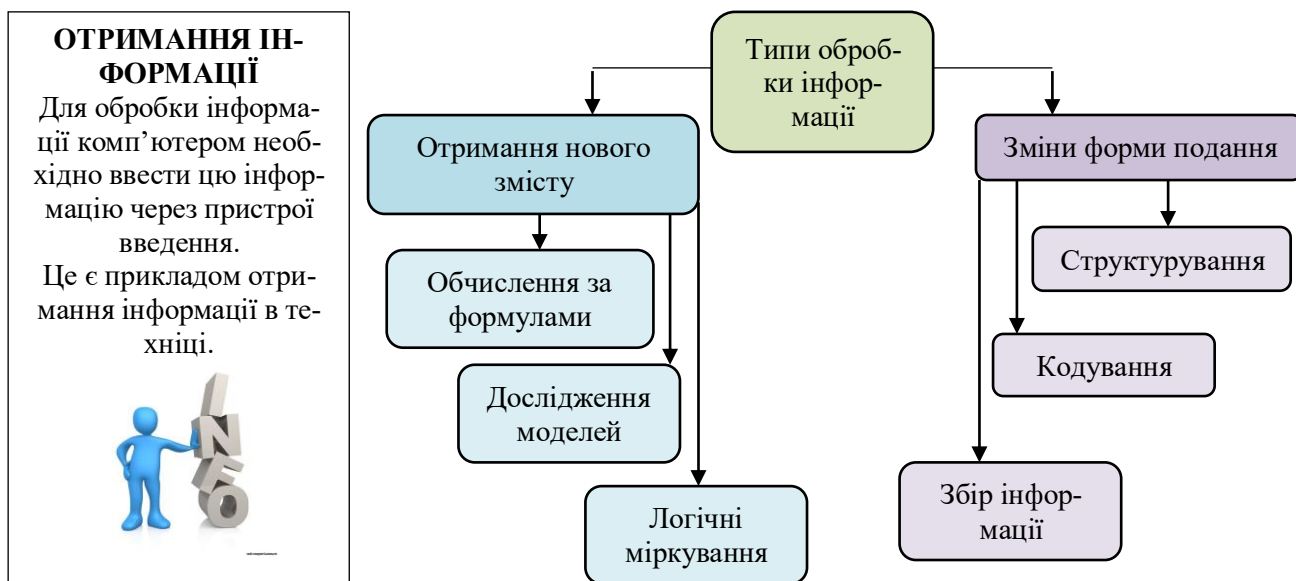 ОТРИМАННЯ ІН-
ФОРМАЦІЇ
Для обробки інформа-
ції комп’ютером необ-
хідно ввести цю інфор-
мацію через пристрої
введення.
Це є прикладом отри-
мання інформації в те-
хніці.
INFO
Типи оброб-
ки інфор-
мації
Отримання нового
змісту
Обчислення за
формулами
Дослідження
моделей
Логічні
міркування
Зміни форми подання
Структурування
Кодування
Збір інфор-
мації